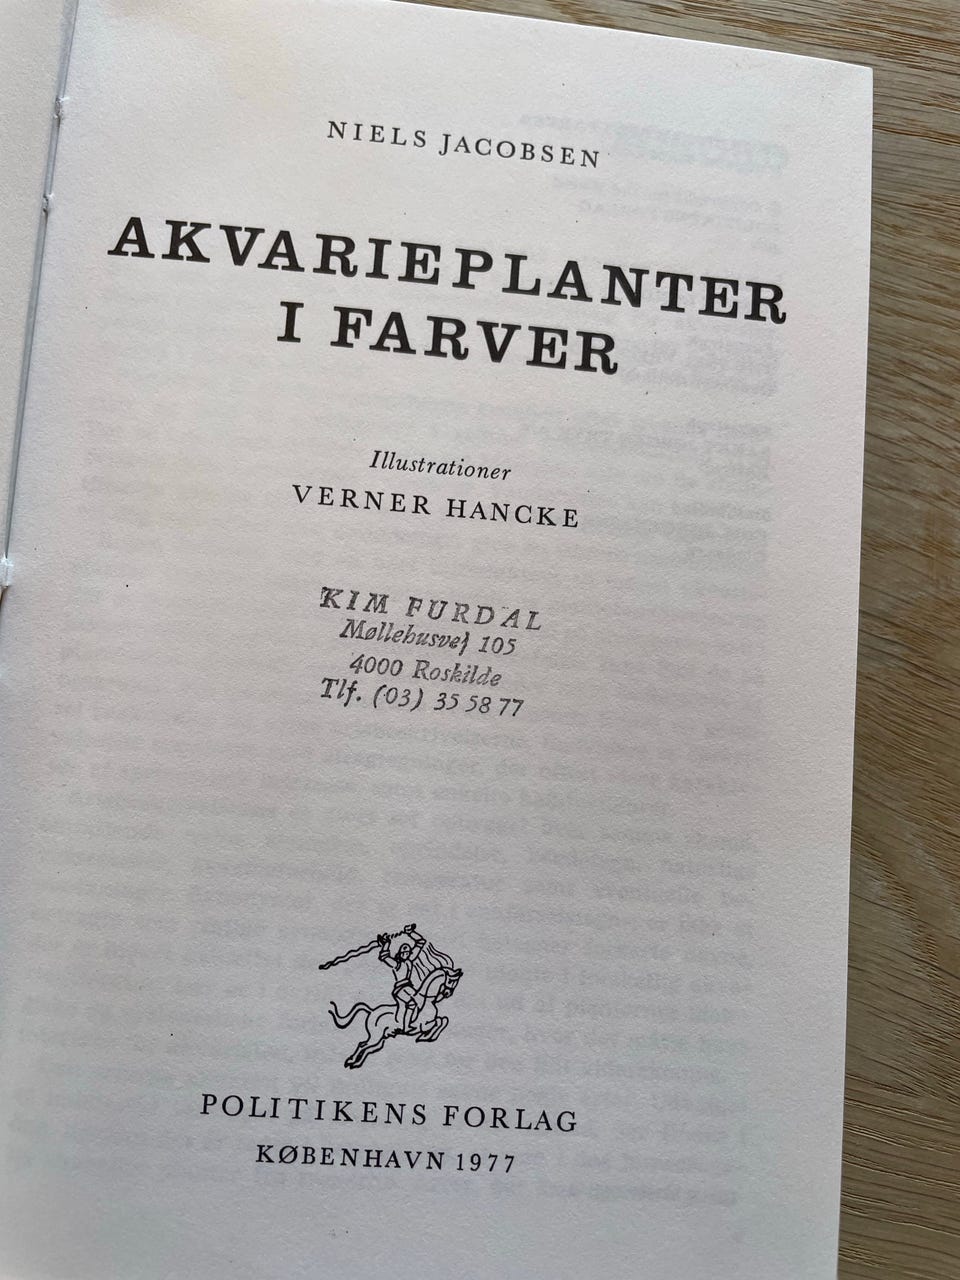 NIELS JACOBSEN
AKVARIEPLANTER
I FARVER
Illustrationer
VERNER HANCKE
KIM FURDAL
Møllehusvej 105
4000 Roskilde
Tlf. (03) 35 58 77
POLITIKENS FORLAG
KØBENHAVN 1977